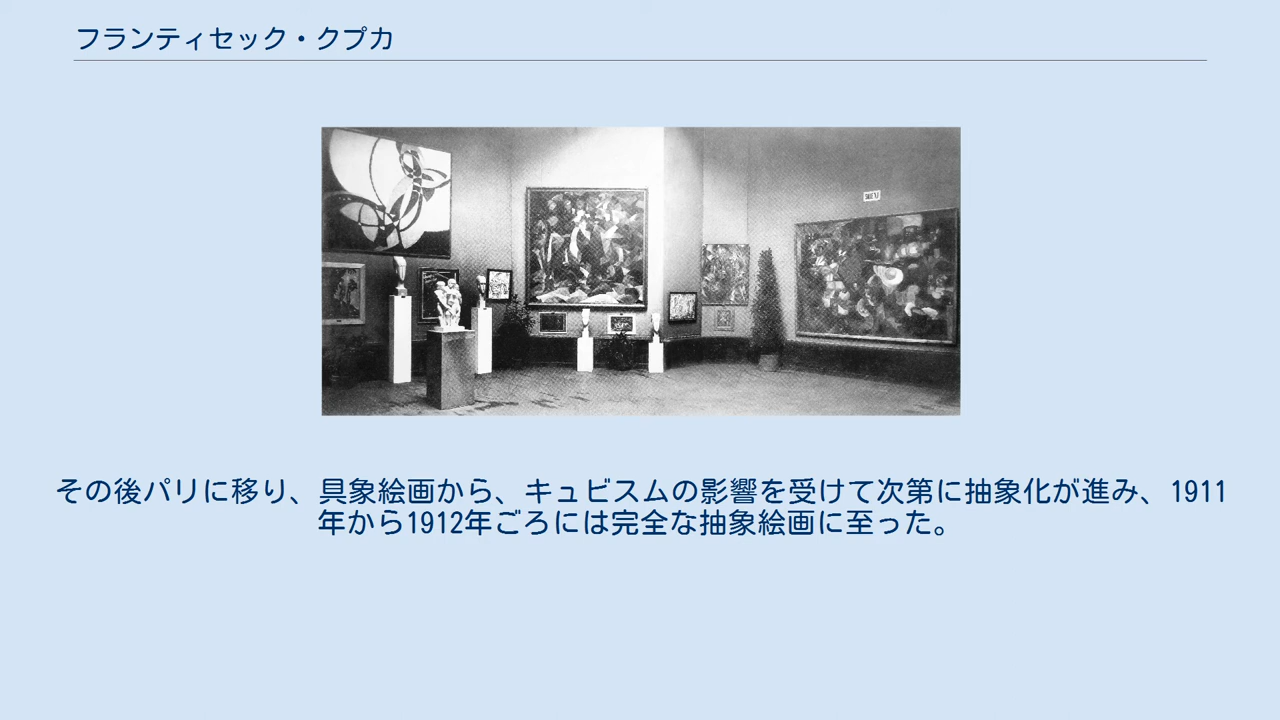 フランティセック・クプカ
その後パリに移り、具象絵画から、キュビスムの影響を受けて次第に抽象化が進み、1911
年から1912年ごろには完全な抽象絵画に至った。